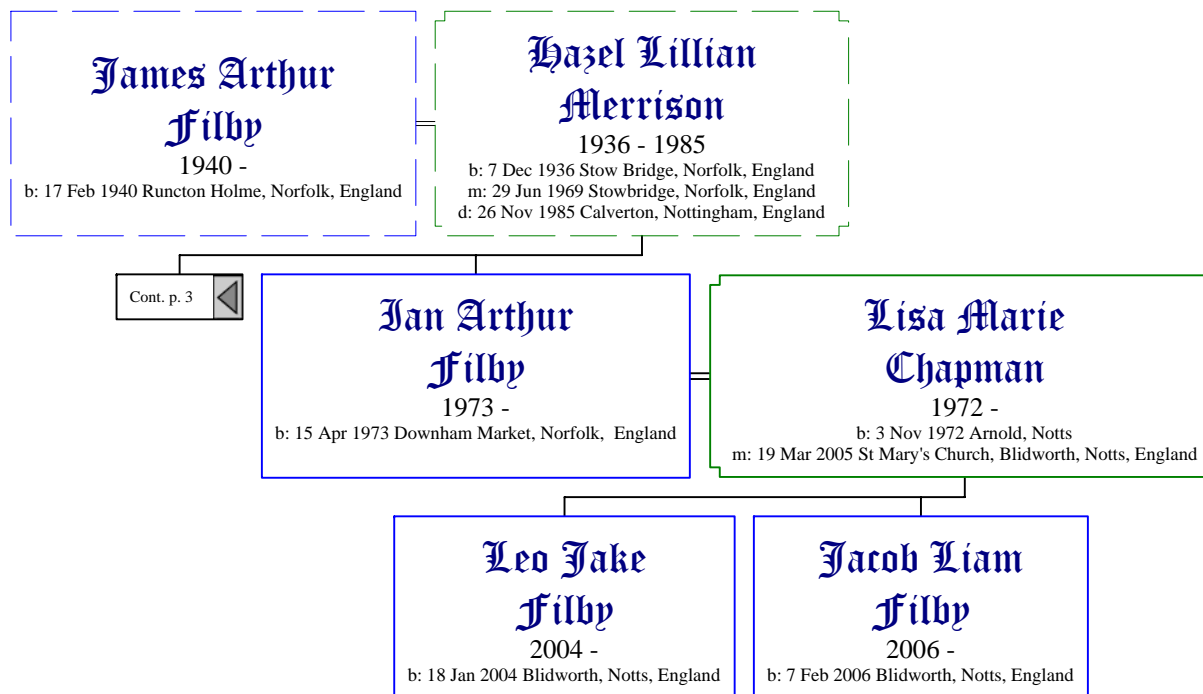 James Arthur
Filby
1940 -
b: 17 Feb 1940 Runcton Holme, Norfolk, England
Hazel Lillian
Merrison
1936 - 1985
b: 7 Dec 1936 Stow Bridge, Norfolk, England
m: 29 Jun 1969 Stowbridge, Norfolk, England
d: 26 Nov 1985 Calverton, Nottingham, England
Cont. p. 3
Ian Arthur
Filby
1973 -
b: 15 Apr 1973 Downham Market, Norfolk,  England
Lisa Marie
Chapman
1972 -
b: 3 Nov 1972 Arnold, Notts
m: 19 Mar 2005 St Mary's Church, Blidworth, Notts, England
Leo Jake
Filby
2004 -
b: 18 Jan 2004 Blidworth, Notts, England
Jacob Liam
Filby
2006 -
b: 7 Feb 2006 Blidworth, Notts, England